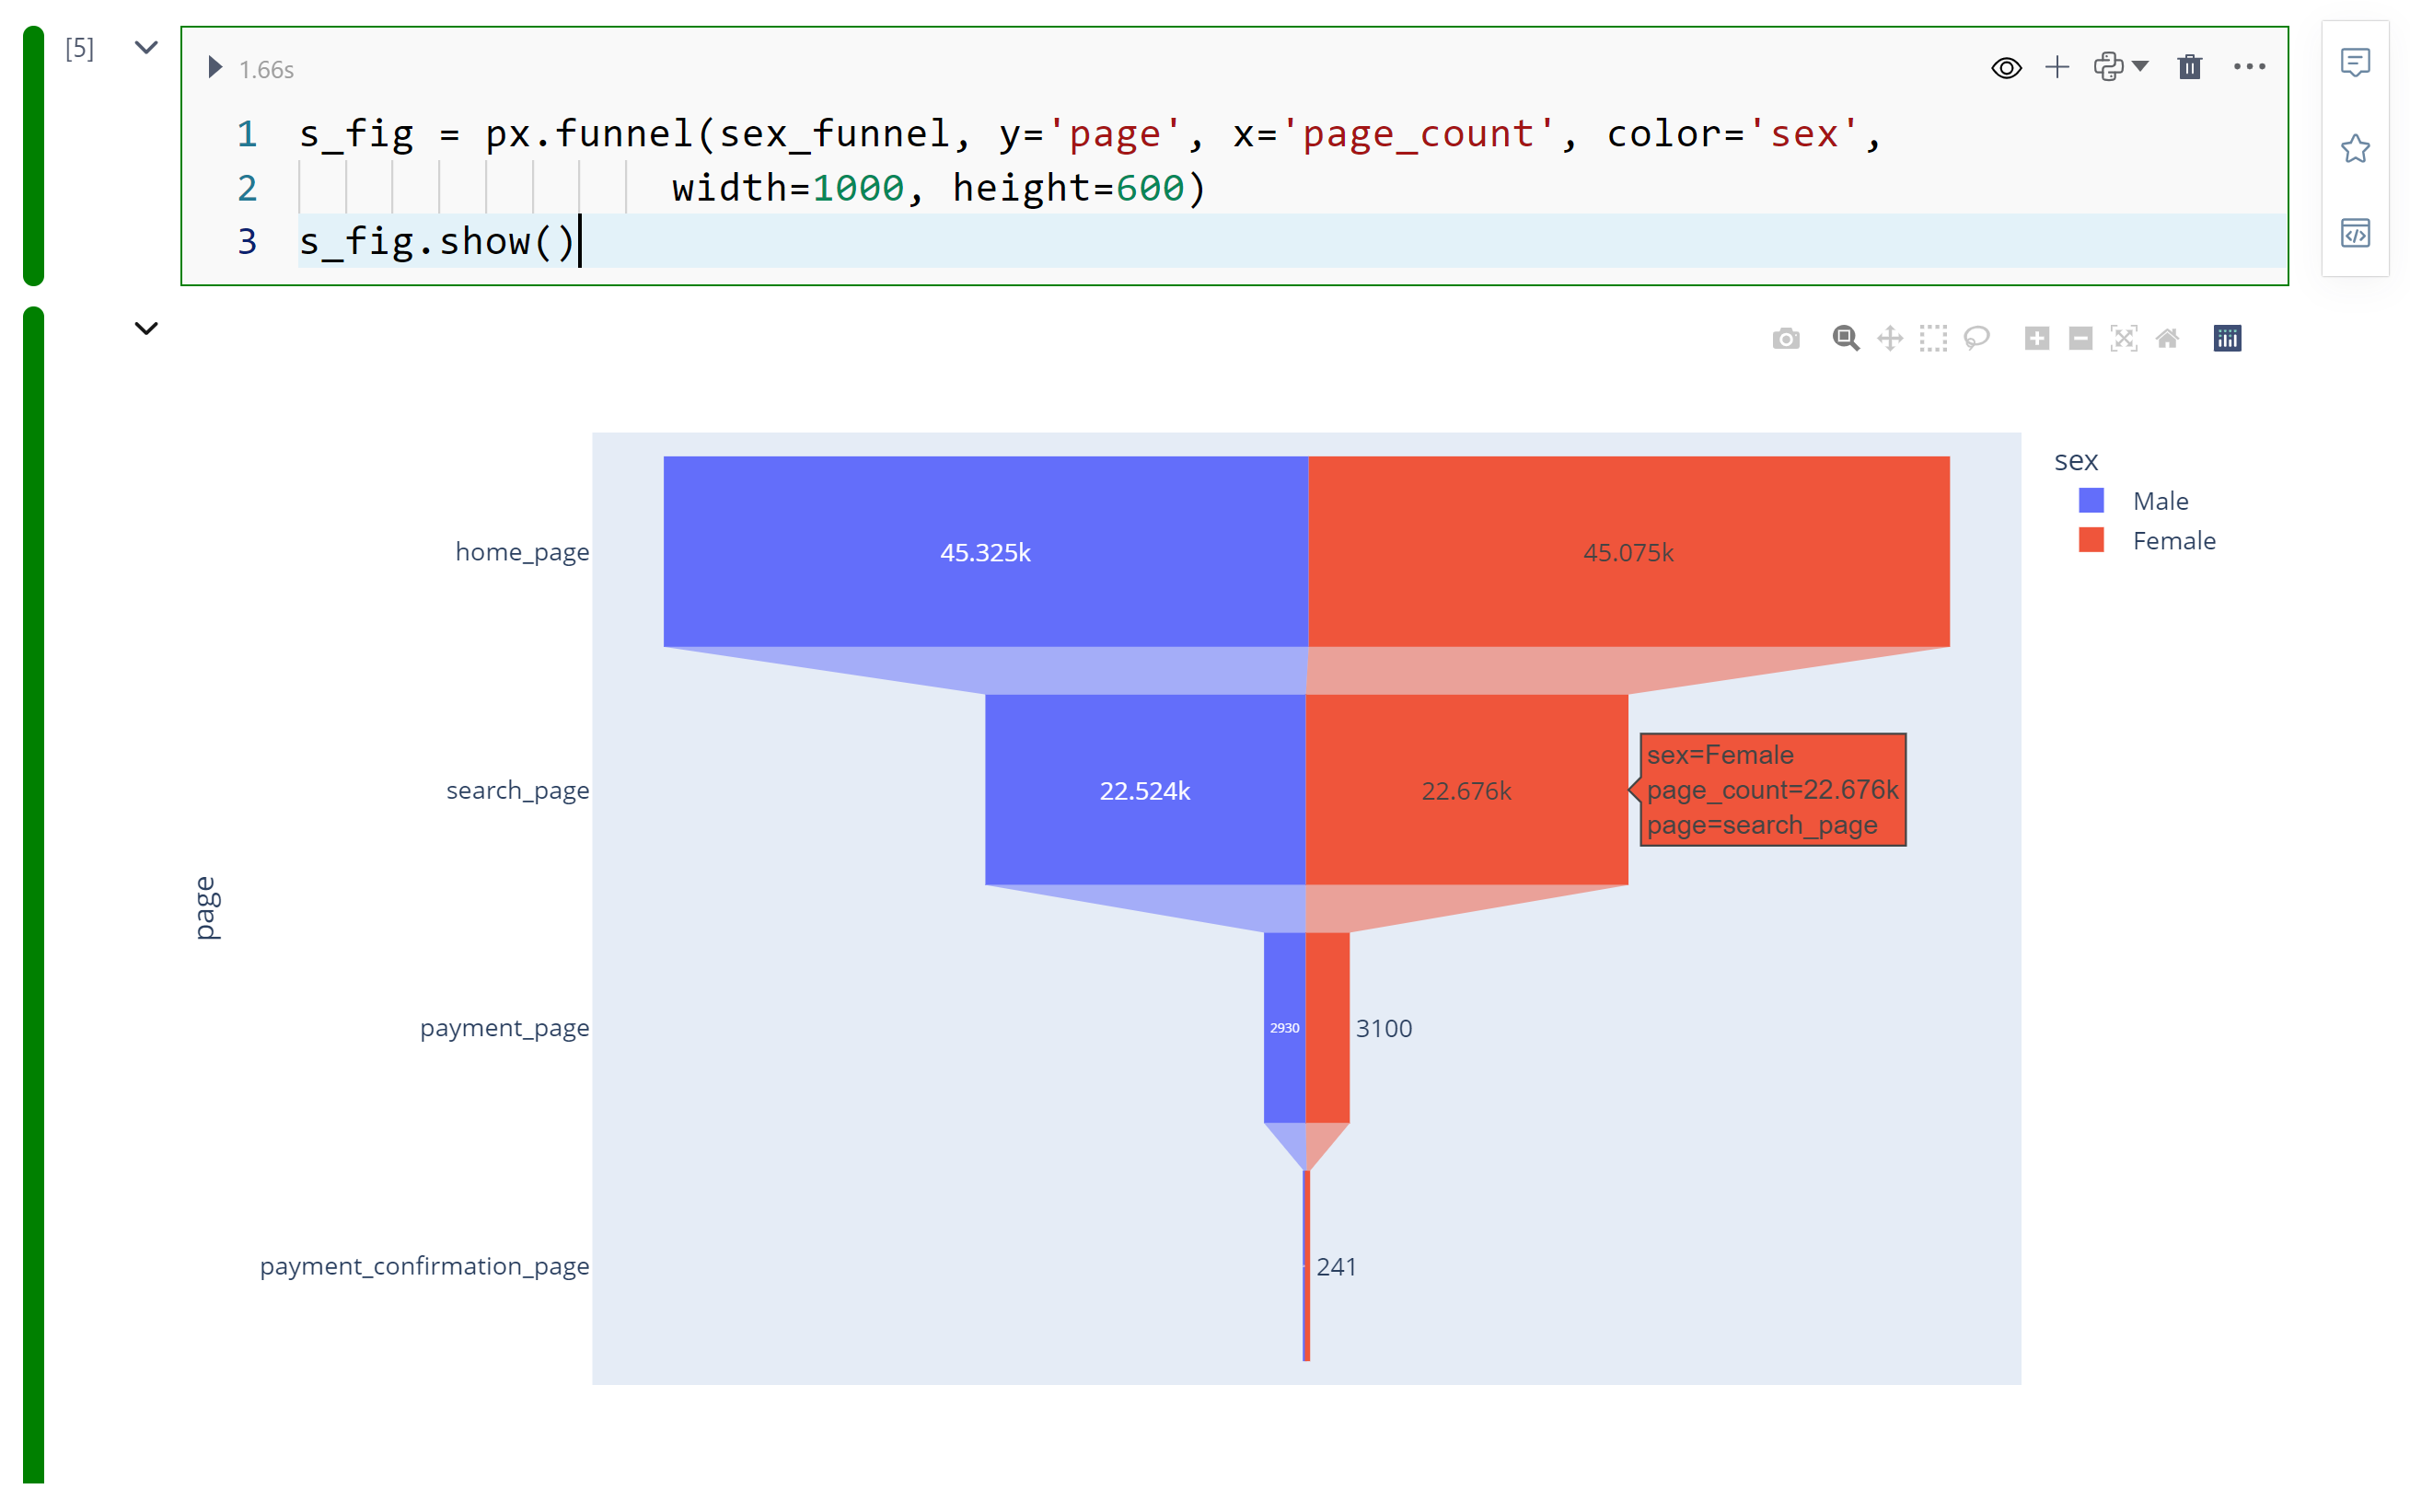 [5]
1.66s
1 s_fig = px.funnel(sex_funnel, y='page', x='page_count', color='sex',
2 width=1000, height=600)
3 s_fig.show()
sex
Male
Female
home_page
45.325k
45.075k
search_page
22.524k
22.676k
sex=Female
page_count=22.676k
page=search_page
page
payment_page
2930
3100
payment_confirmation_page
241